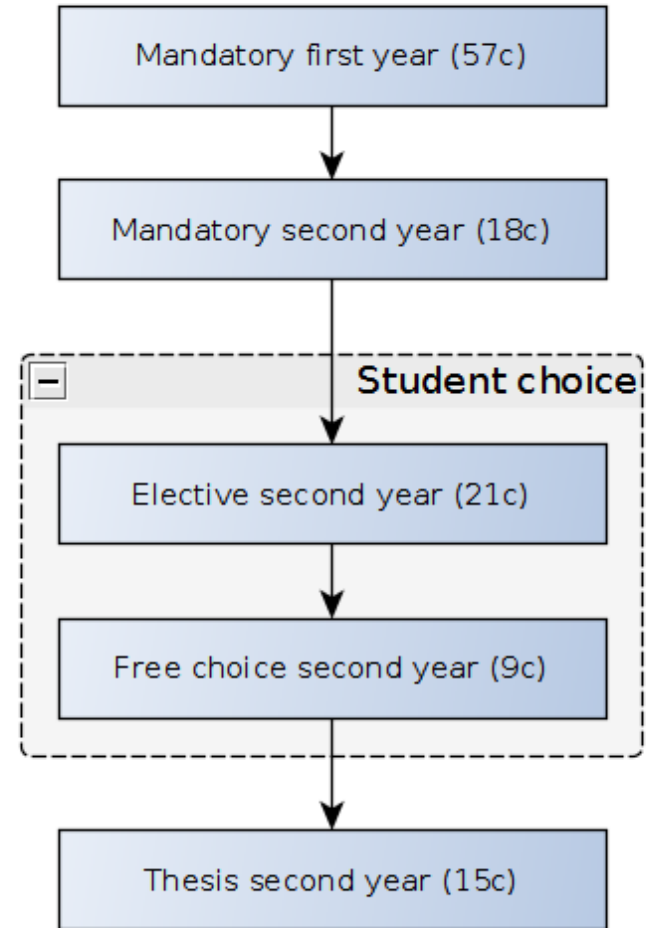 Mandatory first year (57c)
Mandatory second year (18c)
Student choice
Elective second year (21c)
Free choice second year (9c)
Thesis second year (15c)